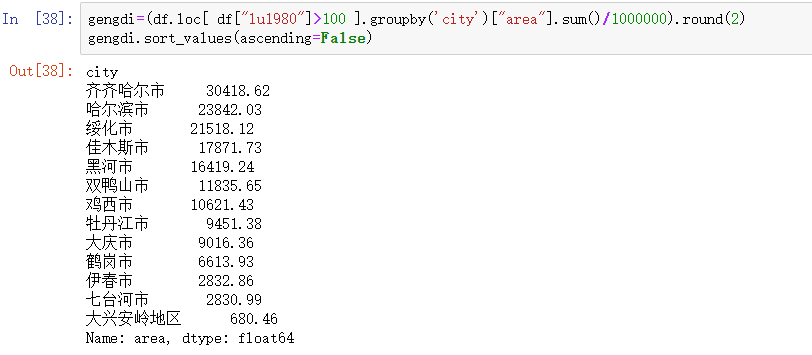 In [38]: gengdi=(df.loc[ df["lu1980"]>100 ].groupby('city')["area"].sum()/1000000).round(2)
gengdi.sort_values(ascending=False)
Out[38]: city
齐齐哈尔市 30418.62
哈尔滨市 23842.03
绥化市 21518.12
佳木斯市 17871.73
黑河市 16419.24
双鸭山市 11835.65
鸡西市 10621.43
牡丹江市 9451.38
大庆市 9016.36
鹤岗市 6613.93
伊春市 2832.86
七台河市 2830.99
大兴安岭地区 680.46
Name: area, dtype: float64